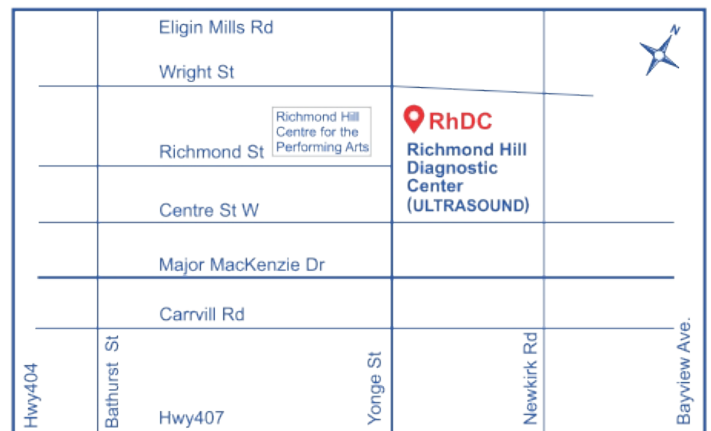 Eligin Mills Rd
N
Wright St
Richmond Hill
Centre for the
Performing Arts
RhDC
Richmond St
Richmond Hill
Diagnostic
Center
(ULTRASOUND)
Centre St W
Major MacKenzie Dr
Carrvill Rd
Hwy404
Bathurst St
Hwy407
Yonge St
Newkirk Rd
Bayview Ave.